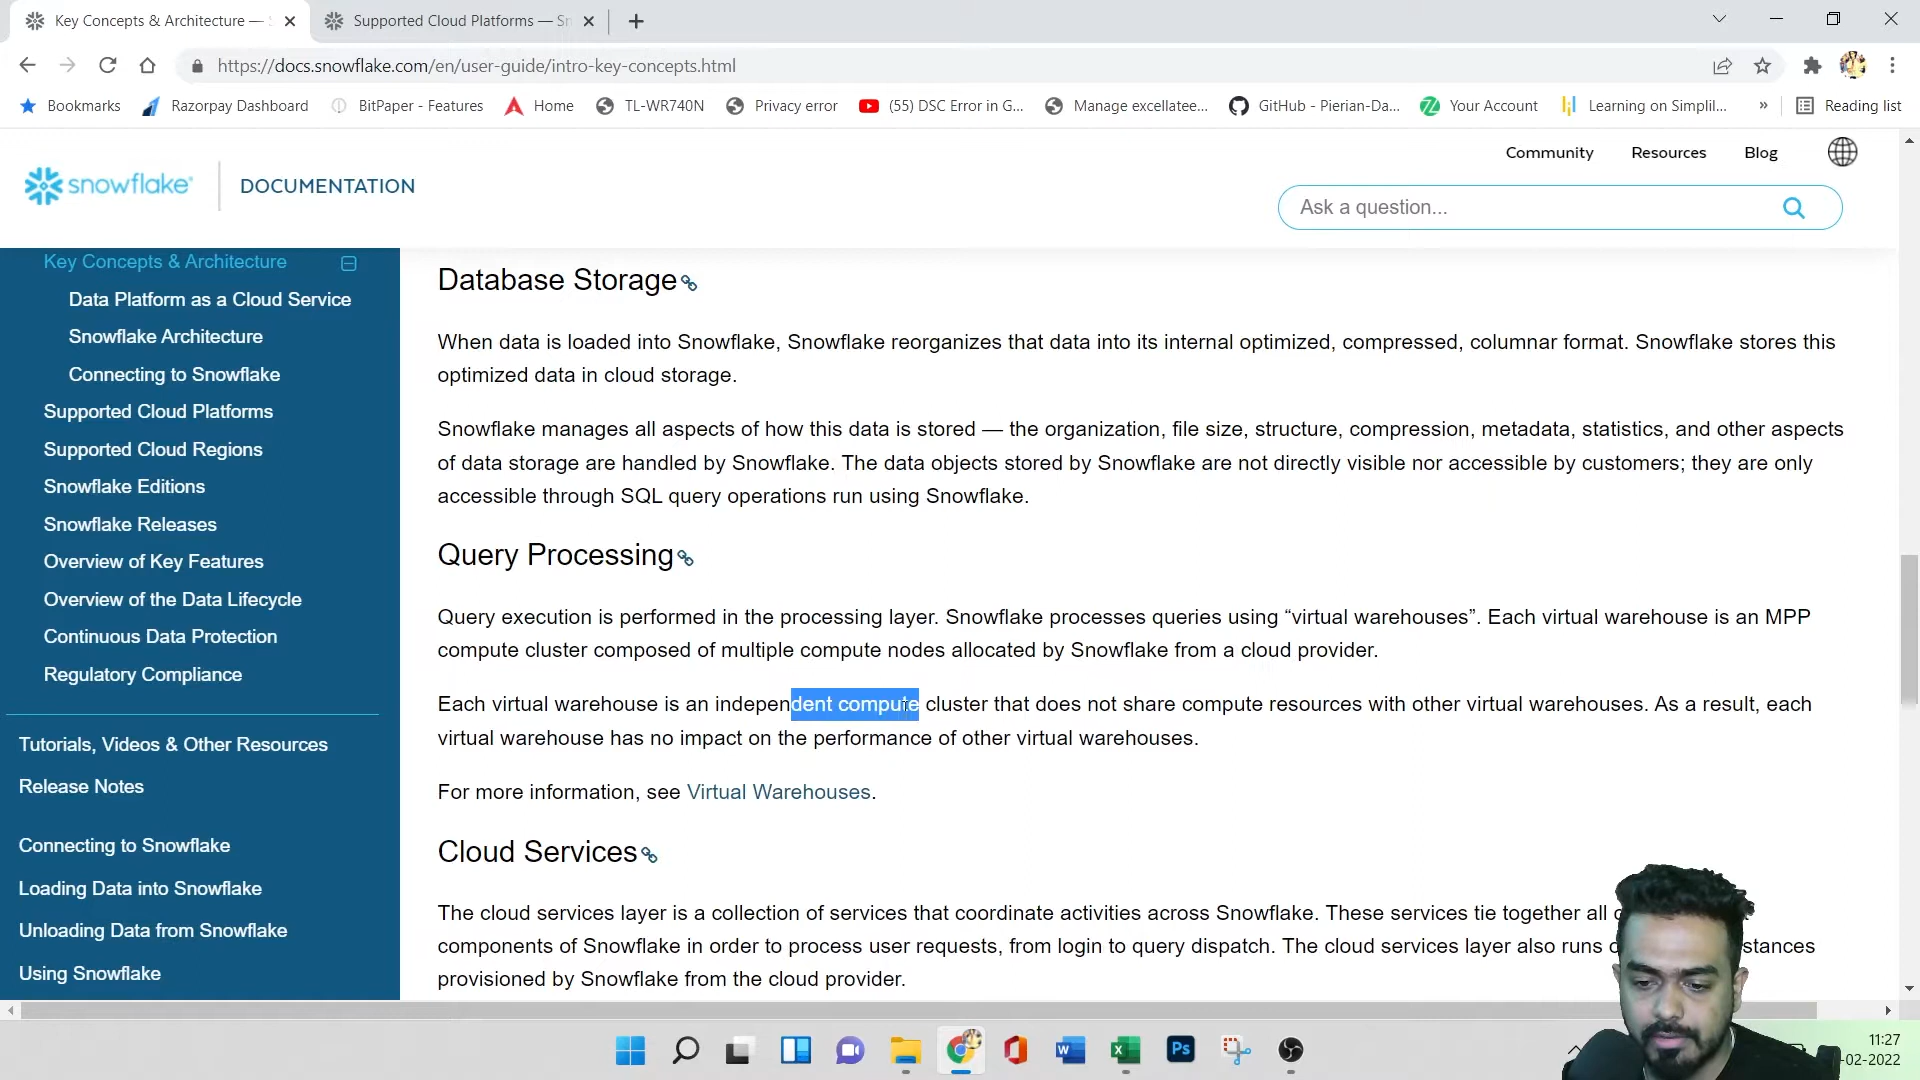 Key Concepts & Architecture —
Supported Cloud Platforms — Sn
https://docs.snowflake.com/en/user-guide/intro-key-concepts.html
Bookmarks
Razorpay Dashboard
BitPaper - Features
Home
TL-WR740N
Privacy error
(55) DSC Error in G...
Manage excellatee...
GitHub - Pierian-Da...
Your Account
Learning on Simplil...
»
Reading list
Community
Resources
Blog
snowflake
DOCUMENTATION
Ask a question...
Key Concepts & Architecture
Data Platform as a Cloud Service
Snowflake Architecture
Connecting to Snowflake
Supported Cloud Platforms
Supported Cloud Regions
Snowflake Editions
Snowflake Releases
Overview of Key Features
Overview of the Data Lifecycle
Continuous Data Protection
Regulatory Compliance
Tutorials, Videos & Other Resources
Release Notes
Connecting to Snowflake
Loading Data into Snowflake
Unloading Data from Snowflake
Using Snowflake
Database Storage
When data is loaded into Snowflake, Snowflake reorganizes that data into its internal optimized, compressed, columnar format. Snowflake stores this
optimized data in cloud storage.
Snowflake manages all aspects of how this data is stored — the organization, file size, structure, compression, metadata, statistics, and other aspects
of data storage are handled by Snowflake. The data objects stored by Snowflake are not directly visible nor accessible by customers; they are only
accessible through SQL query operations run using Snowflake.
Query Processing
Query execution is performed in the processing layer. Snowflake processes queries using “virtual warehouses”. Each virtual warehouse is an MPP
compute cluster composed of multiple compute nodes allocated by Snowflake from a cloud provider.
Each virtual warehouse is an independent compute cluster that does not share compute resources with other virtual warehouses. As a result, each
virtual warehouse has no impact on the performance of other virtual warehouses.
For more information, see Virtual Warehouses.
Cloud Services
The cloud services layer is a collection of services that coordinate activities across Snowflake. These services tie together all
components of Snowflake in order to process user requests, from login to query dispatch. The cloud services layer also runs stances
provisioned by Snowflake from the cloud provider.
W
X
Ps
11:27
-02-2022